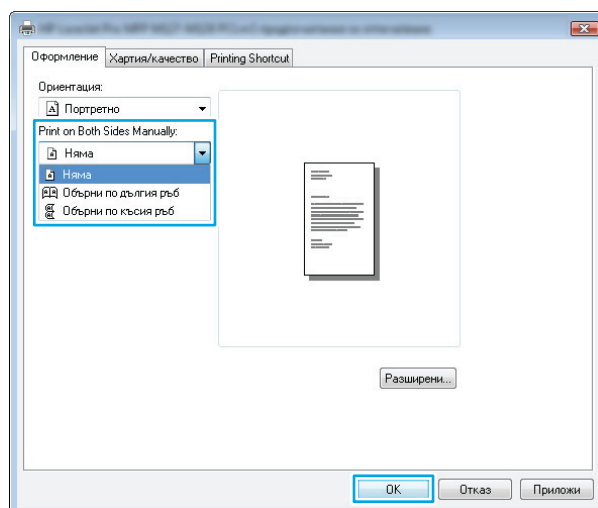 Оформление Хартия/качество Printing Shortcut
Ориентация:
Портретно
Print on Both Sides Manually:
Няма
Няма
Обърни по дългия ръб
Обърни по късия ръб
Разширени...
OK Отказ Приложи